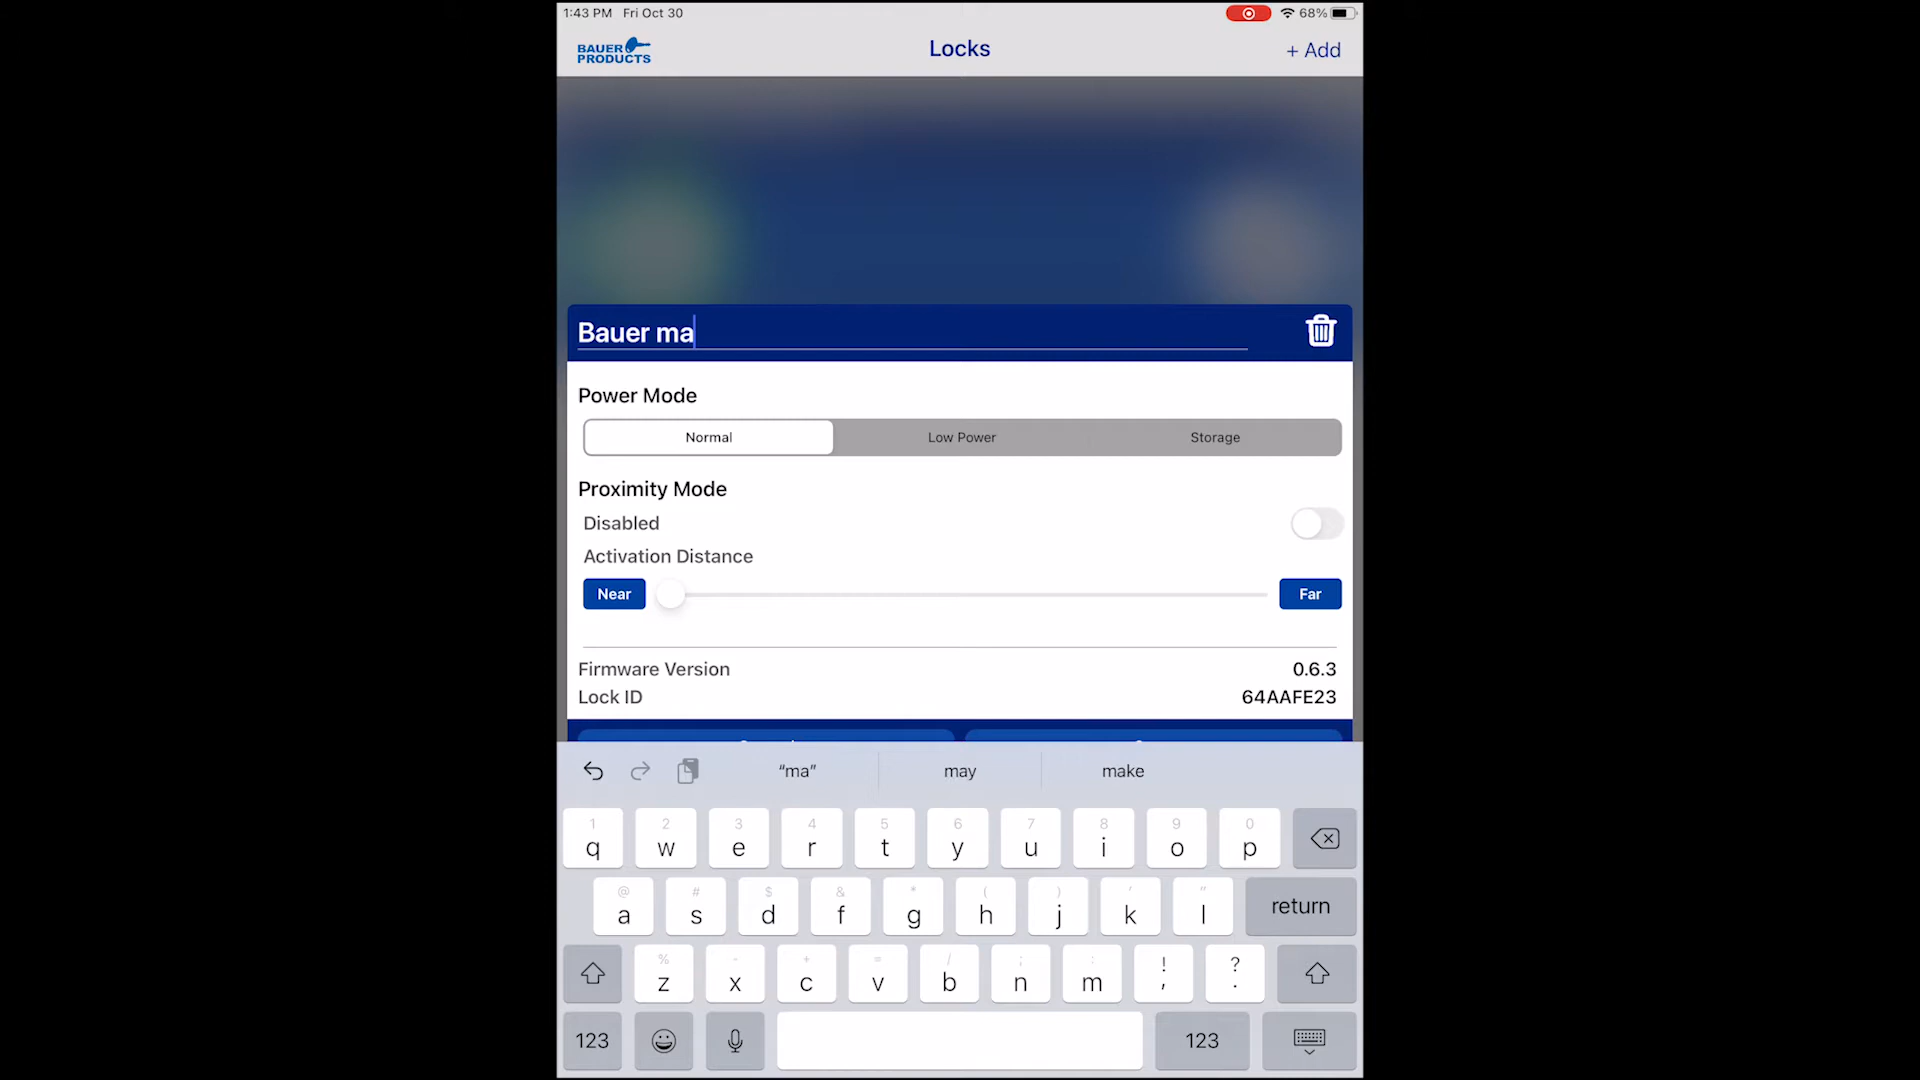 1:43 PM Fri Oct 30
68%
BAUER
PRODUCTS
Locks
+ Add
Bauer ma
Power Mode
Normal Low Power Storage
Proximity Mode
Disabled
Activation Distance
Near Far
Firmware Version 0.6.3
Lock ID 64AAFE23
“ma” may make
1 2 3 4 5 6 7 8 9 0
q w e r t y u i o p
@ # $ & * ( ) ' "
a s d f g h j k l return
% - + = / ; : ! ?
z x c v b n m , .
123 123